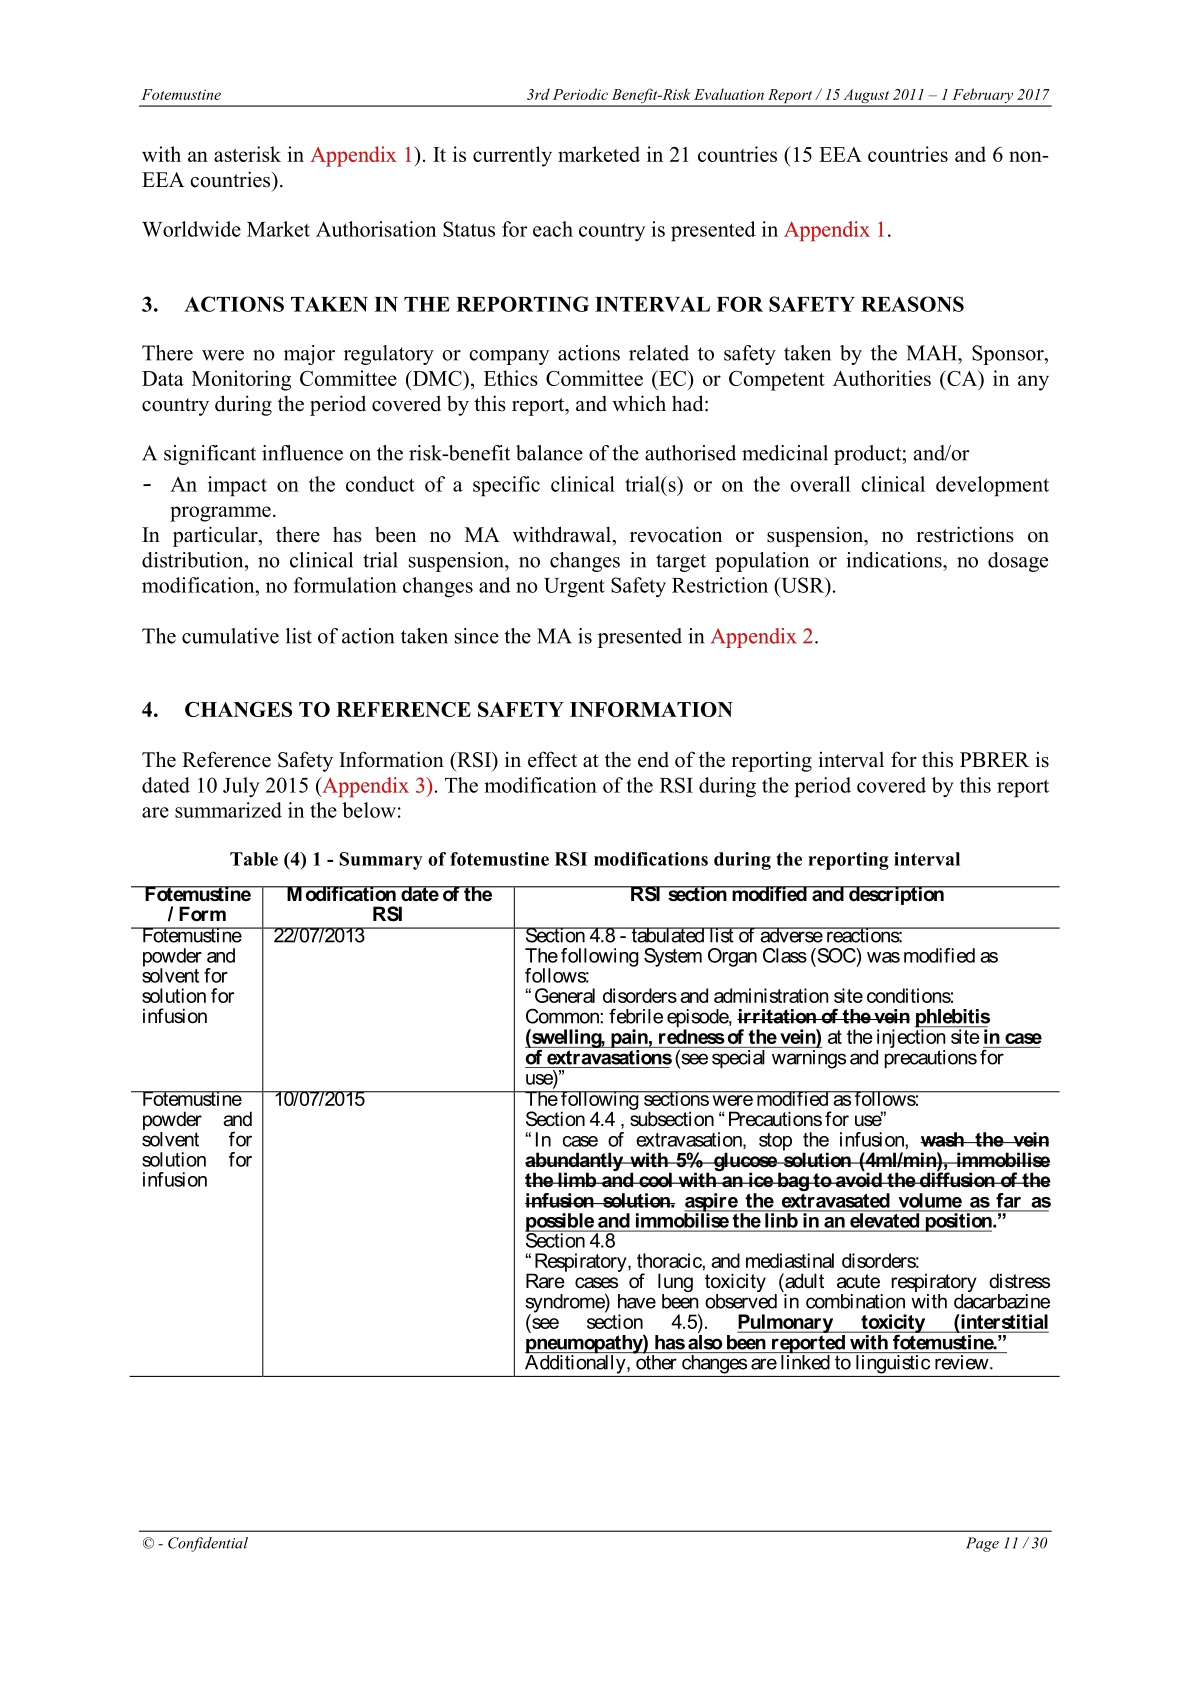 Fotemustine 3rd Periodic Benefit-Risk Evaluation Report / 15 August 2011 – 1 February 2017
with an asterisk in Appendix 1). It is currently marketed in 21 countries (15 EEA countries and 6 non-
EEA countries).
Worldwide Market Authorisation Status for each country is presented in Appendix 1.
3. ACTIONS TAKEN IN THE REPORTING INTERVAL FOR SAFETY REASONS
There were no major regulatory or company actions related to safety taken by the MAH, Sponsor,
Data Monitoring Committee (DMC), Ethics Committee (EC) or Competent Authorities (CA) in any
country during the period covered by this report, and which had:
A significant influence on the risk-benefit balance of the authorised medicinal product; and/or
- An impact on the conduct of a specific clinical trial(s) or on the overall clinical development
programme.
In particular, there has been no MA withdrawal, revocation or suspension, no restrictions on
distribution, no clinical trial suspension, no changes in target population or indications, no dosage
modification, no formulation changes and no Urgent Safety Restriction (USR).
The cumulative list of action taken since the MA is presented in Appendix 2.
4. CHANGES TO REFERENCE SAFETY INFORMATION
The Reference Safety Information (RSI) in effect at the end of the reporting interval for this PBRER is
dated 10 July 2015 (Appendix 3). The modification of the RSI during the period covered by this report
are summarized in the below:
Table (4) 1 - Summary of fotemustine RSI modifications during the reporting interval
Fotemustine
/ Form
Modification date of the
RSI
RSI section modified and description
Fotemustine
powder and
solvent for
solution for
infusion
22/07/2013
Section 4.8 - tabulated list of adverse reactions:
The following System Organ Class (SOC) was modified as
follows:
“General disorders and administration site conditions:
Common: febrile episode, irritation of the vein phlebitis
(swelling, pain, redness of the vein) at the injection site in case
of extravasations (see special warnings and precautions for
use)”
Fotemustine
powder and
solvent for
solution for
infusion
10/07/2015
The following sections were modified as follows:
Section 4.4 , subsection “Precautions for use”
“In case of extravasation, stop the infusion, wash the vein
abundantly with 5% glucose solution (4ml/min), immobilise
the limb and cool with an ice bag to avoid the diffusion of the
infusion solution. aspire the extravasated volume as far as
possible and immobilise the linb in an elevated position.”
Section 4.8
“Respiratory, thoracic, and mediastinal disorders:
Rare cases of lung toxicity (adult acute respiratory distress
syndrome) have been observed in combination with dacarbazine
(see section 4.5). Pulmonary toxicity (interstitial
pneumopathy) has also been reported with fotemustine.”
Additionally, other changes are linked to linguistic review.
© - Confidential Page 11 / 30